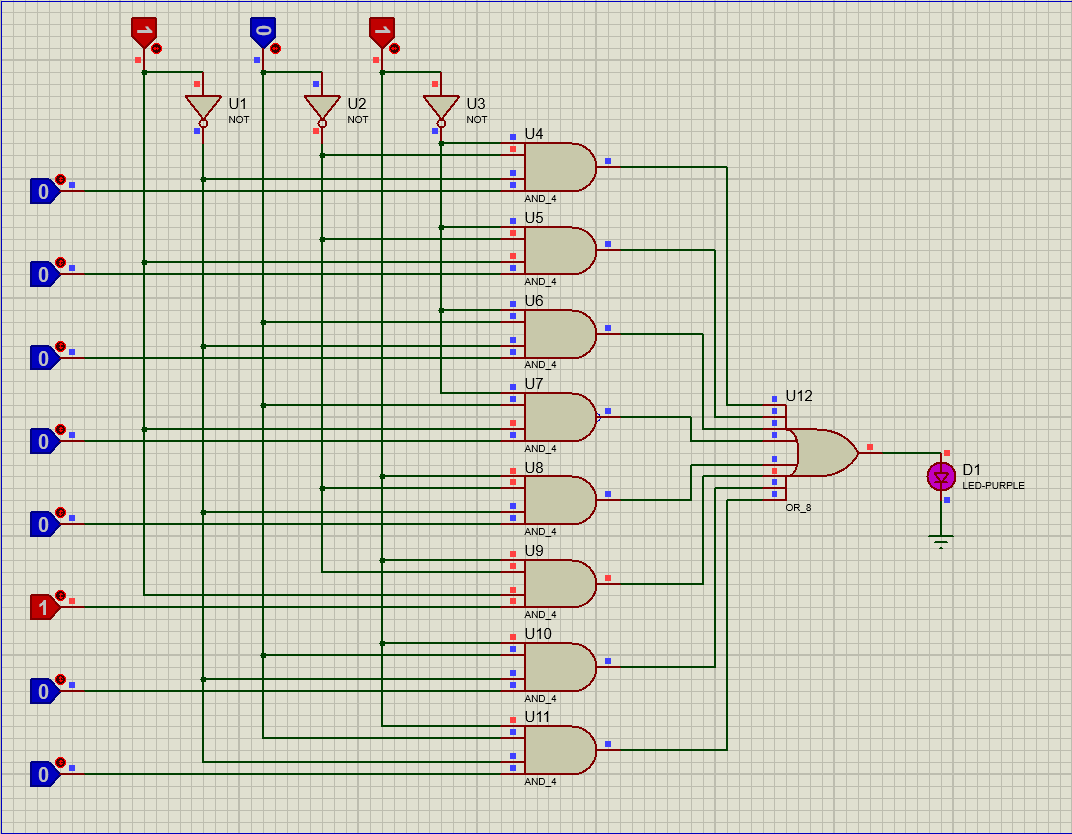 1
0
1
U1
NOT
U2
NOT
U3
NOT
U4
AND_4
0
U5
AND_4
0
U6
AND_4
0
U7
AND_4
0
U8
AND_4
0
U9
AND_4
1
U10
AND_4
0
U11
AND_4
0
U12
OR_8
D1
LED-PURPLE